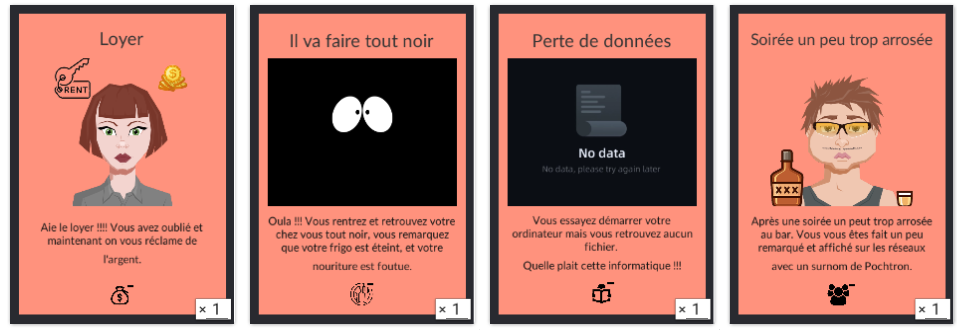 Loyer
RENT
Aie le loyer !!!! Vous avez oublié et
maintenant on vous réclame de
l'argent.
× 1
Il va faire tout noir
Oula !!! Vous rentrez et retrouvez votre
chez vous tout noir, vous remarquez
que votre frigo est éteint, et votre
nouriture est foutue.
× 1
Perte de données
No data
No data, please try again later
Vous essayez démarrer votre
ordinateur mais vous retrouvez aucun
fichier.
Quelle plait cette informatique !!!
× 1
Soirée un peu trop arrosée
XXX
Après une soirée un peut trop arrosée
au bar. Vous vous êtes fait un peu
remarqué et affiché sur les réseaux
avec un surnom de Pochtron.
× 1